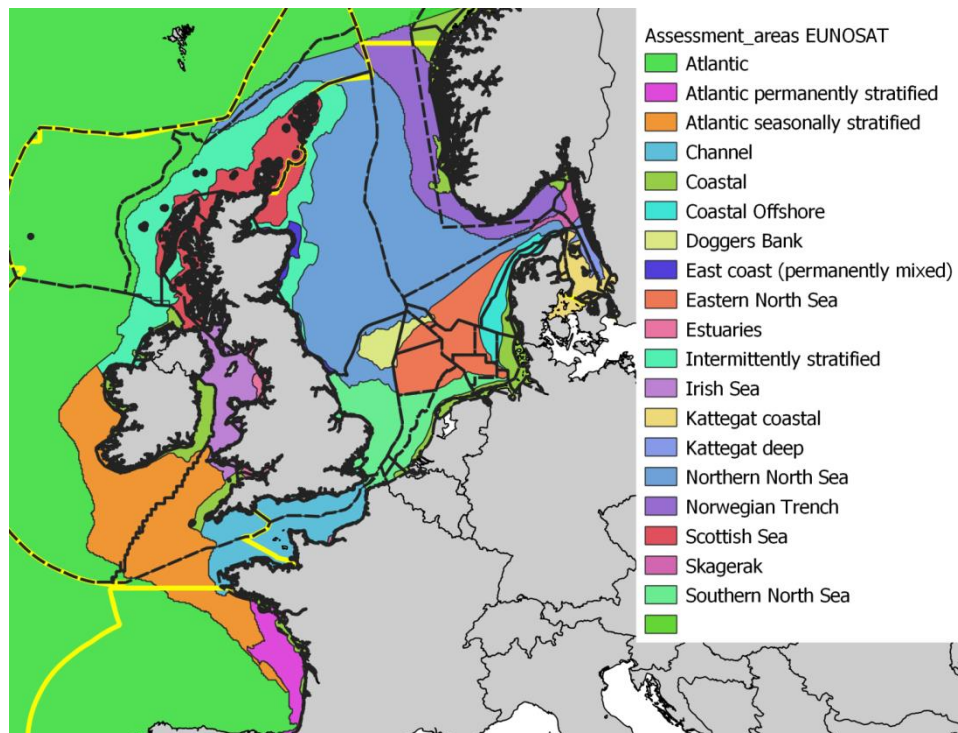 Assessment_areas EUNOSAT
Atlantic
Atlantic permanently stratified
Atlantic seasonally stratified
Channel
Coastal
Coastal Offshore
Doggers Bank
East coast (permanently mixed)
Eastern North Sea
Estuaries
Intermittently stratified
Irish Sea
Kattegat coastal
Kattegat deep
Northern North Sea
Norwegian Trench
Scottish Sea
Skagerak
Southern North Sea